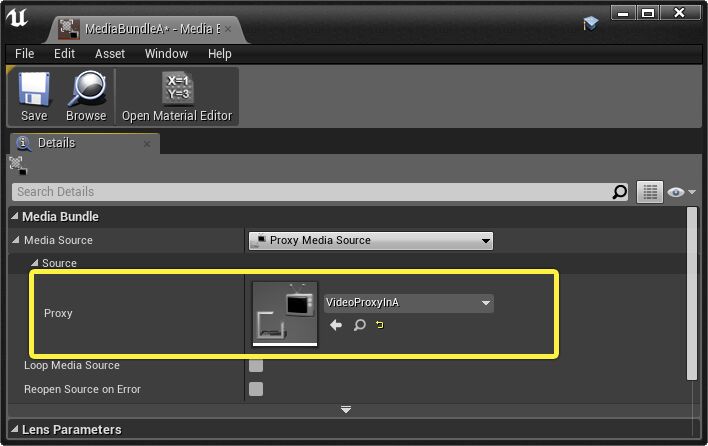 MediaBundleA* - Media B
File Edit Asset Window Help
X=1
Y=3
Save Browse Open Material Editor
Details
Search Details
Media Bundle
Media Source Proxy Media Source
Source
Proxy VideoProxyInA
Loop Media Source
Reopen Source on Error
Lens Parameters